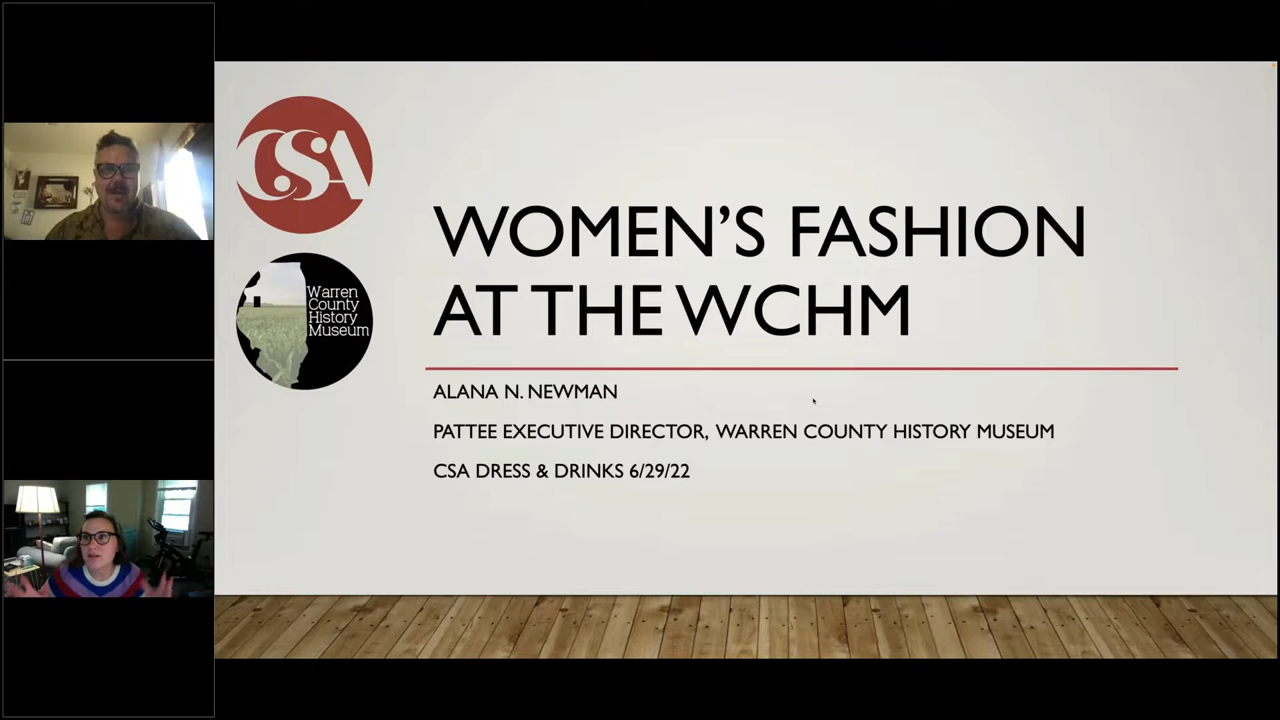 CSA
Warren
County
History
Museum
WOMEN'S FASHION
AT THE WCHM
ALANA N. NEWMAN
PATTEE EXECUTIVE DIRECTOR, WARREN COUNTY HISTORY MUSEUM
CSA DRESS & DRINKS 6/29/22